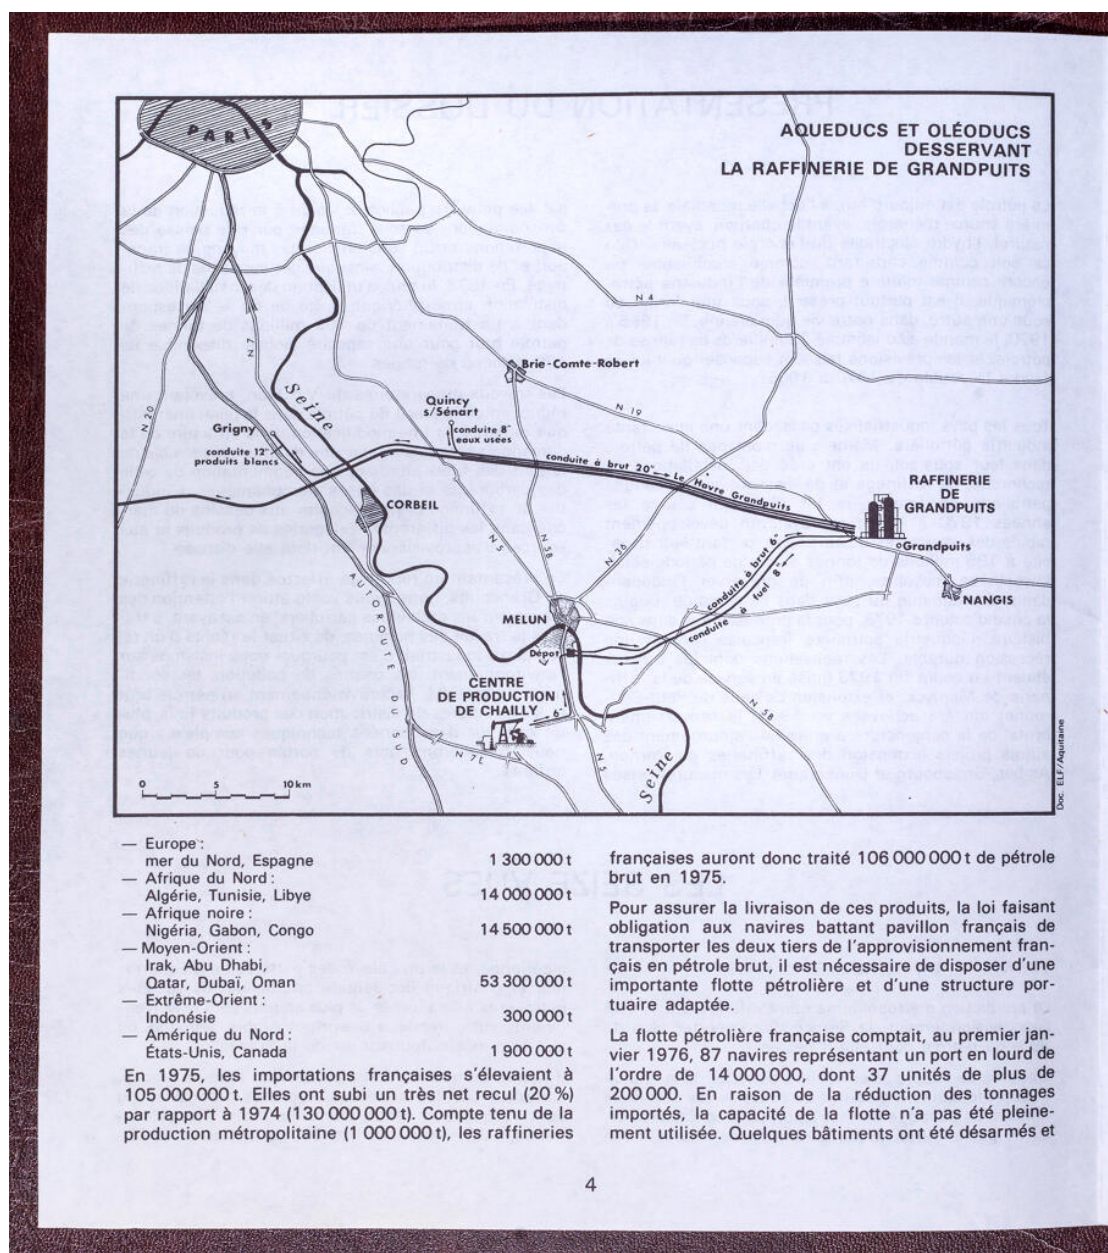 AQUEDUCS ET OLÉODUCS
DESSERVANT
LA RAFFINERIE DE GRANDPUITS
PARIS
N 4
N 7
Brie-Comte-Robert
Seine
Quincy
s/Sénart
N 19
N 20
Grigny
conduite 8"
eaux usées
conduite 12"
produits blancs
conduite à brut 20"
Le Havre Grandpuits
RAFFINERIE
DE
GRANDPUITS
CORBEIL
N 5
N 58
N 36
conduite à brut 6"
Grandpuits
conduite à fuel 8"
NANGIS
AUTOROUTE DU SUD
MELUN
Dépot
CENTRE
DE PRODUCTION
DE CHAILLY
6"
N 58
N 7E
Seine
0 5 10 km
Doc. ELF/Aquitaine
— Europe :
mer du Nord, Espagne 1 300 000 t
— Afrique du Nord :
Algérie, Tunisie, Libye 14 000 000 t
— Afrique noire :
Nigéria, Gabon, Congo 14 500 000 t
— Moyen-Orient :
Irak, Abu Dhabi,
Qatar, Dubaï, Oman 53 300 000 t
— Extrême-Orient :
Indonésie 300 000 t
— Amérique du Nord :
États-Unis, Canada 1 900 000 t
En 1975, les importations françaises s'élevaient à
105 000 000 t. Elles ont subi un très net recul (20 %)
par rapport à 1974 (130 000 000 t). Compte tenu de la
production métropolitaine (1 000 000 t), les raffineries
françaises auront donc traité 106 000 000 t de pétrole
brut en 1975.
Pour assurer la livraison de ces produits, la loi faisant
obligation aux navires battant pavillon français de
transporter les deux tiers de l'approvisionnement fran-
çais en pétrole brut, il est nécessaire de disposer d'une
importante flotte pétrolière et d'une structure por-
tuaire adaptée.
La flotte pétrolière française comptait, au premier jan-
vier 1976, 87 navires représentant un port en lourd de
l'ordre de 14 000 000, dont 37 unités de plus de
200 000. En raison de la réduction des tonnages
importés, la capacité de la flotte n'a pas été pleine-
ment utilisée. Quelques bâtiments ont été désarmés et
4